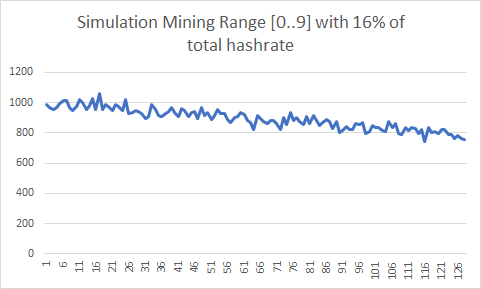 Simulation Mining Range [0..9] with 16% of
total hashrate
1200
1000
800
600
400
200
0
1 6 11 16 21 26 31 36 41 46 51 56 61 66 71 76 81 86 91 96 101 106 111 116 121 126